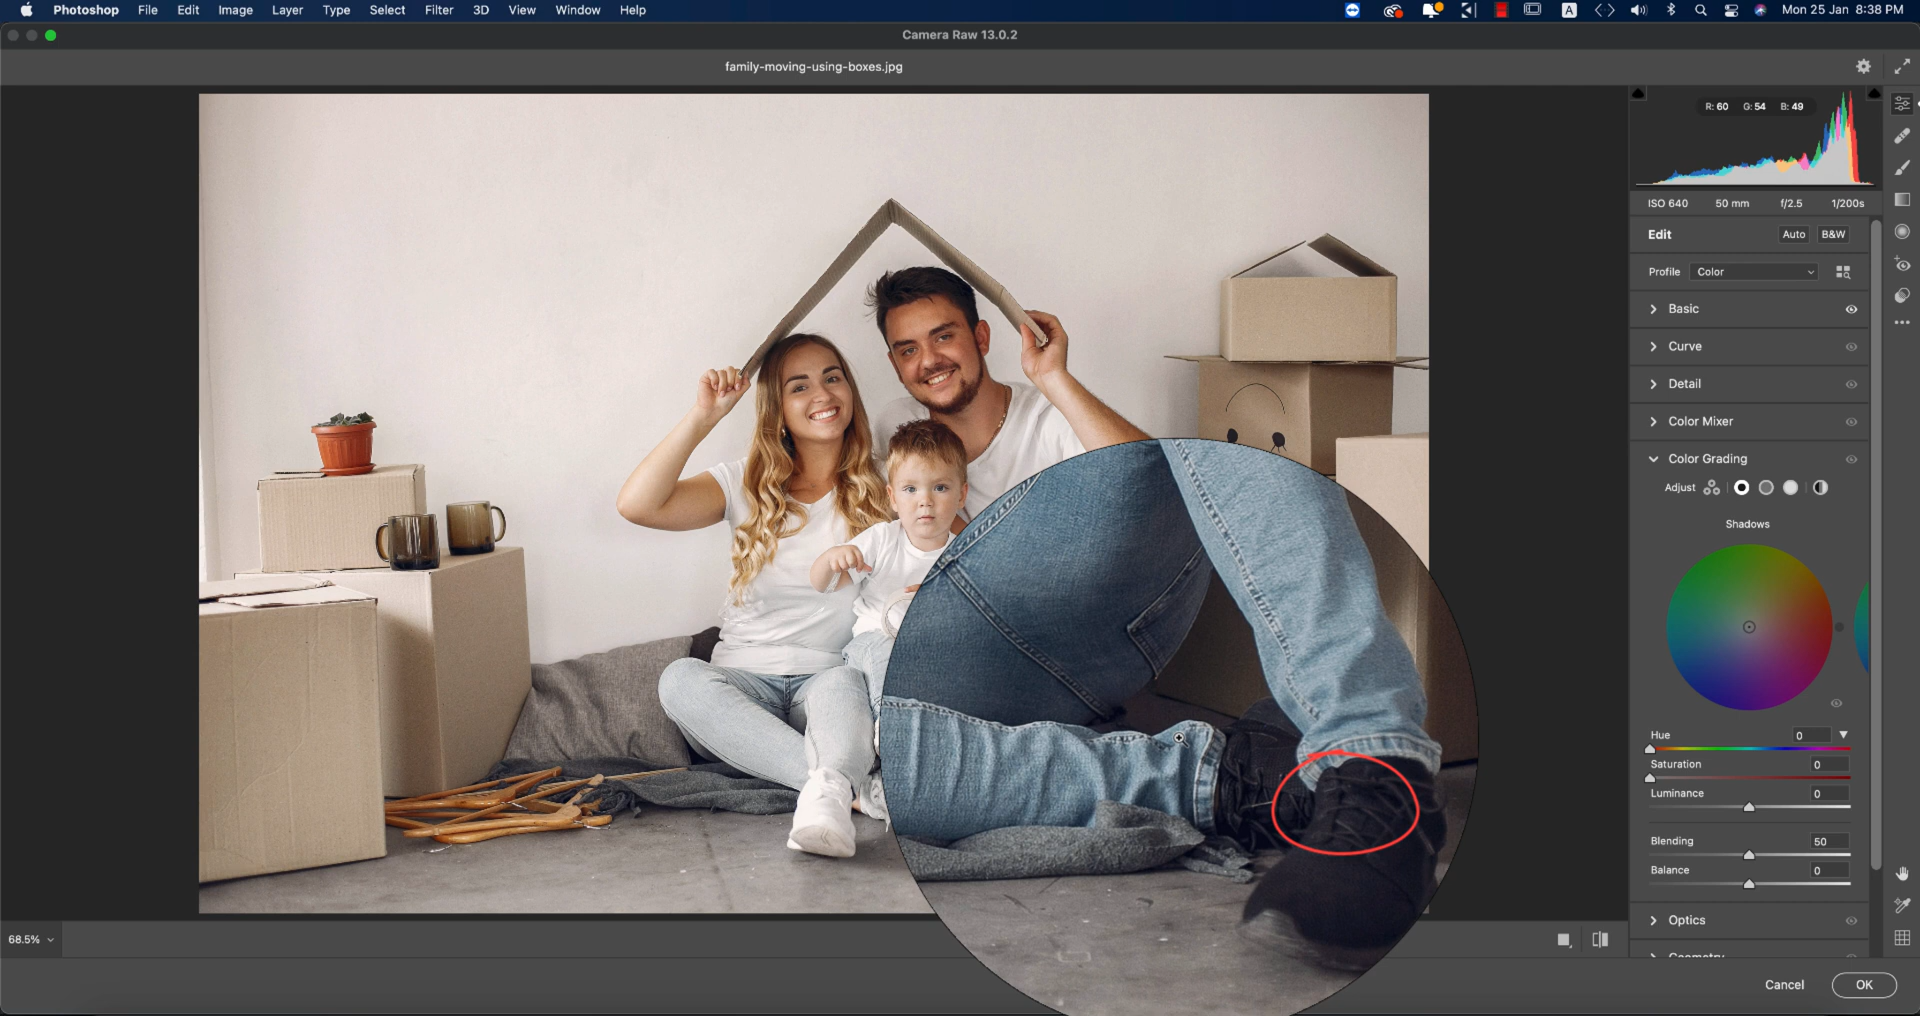 Photoshop File Edit Image Layer Type Select Filter 3D View Window Help A Mon 25 Jan 8:38 PM
Camera Raw 13.0.2
family-moving-using-boxes.jpg
R: 60 G: 54 B: 49
ISO 640 50 mm f/2.5 1/200s
Edit Auto B&W
Profile Color
Basic
Curve
Detail
Color Mixer
Color Grading
Adjust
Shadows
Hue 0
Saturation 0
Luminance 0
Blending 50
Balance 0
Optics
Geometry
68.5%
Cancel OK